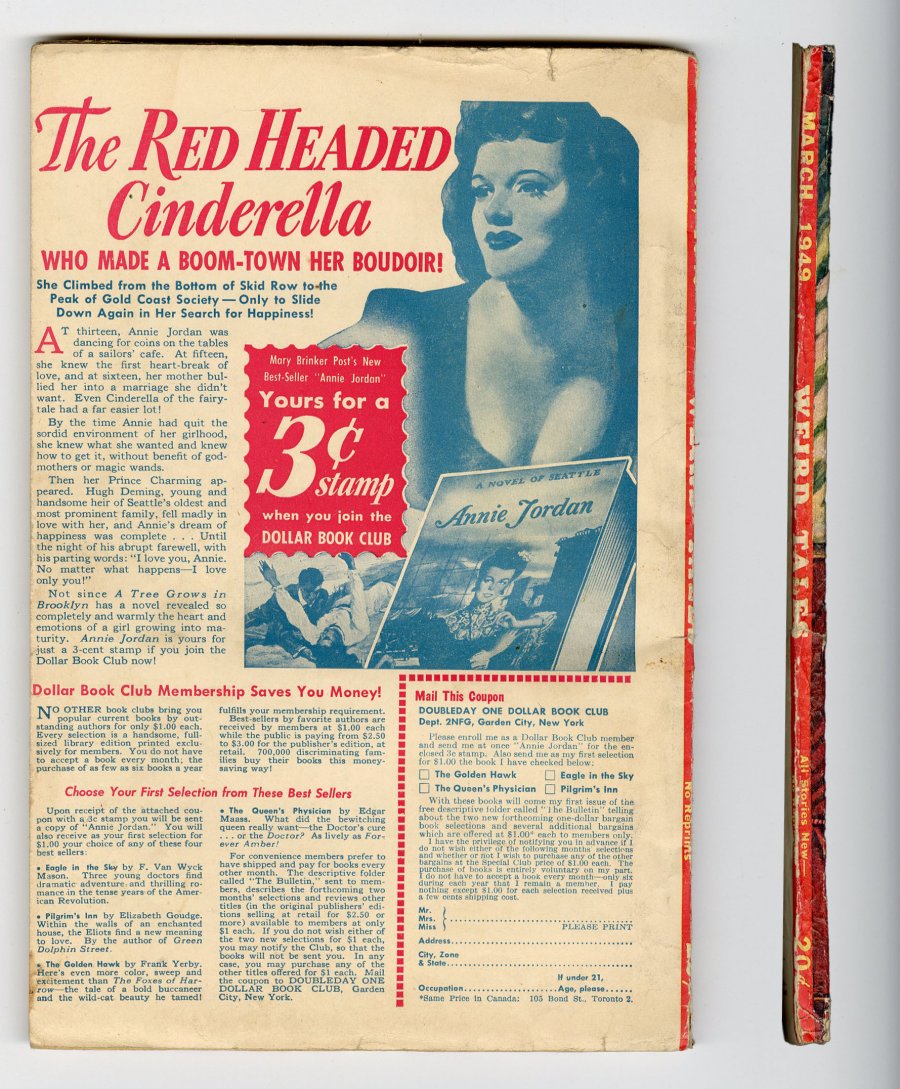 The RED HEADED
Cinderella
WHO MADE A BOOM-TOWN HER BOUDOIR!
She Climbed from the Bottom of Skid Row to the
Peak of Gold Coast Society—Only to Slide
Down Again in Her Search for Happiness!
AT thirteen, Annie Jordan was
dancing for coins on the tables
of a sailors' cafe. At fifteen,
she knew the first heart-break of
love, and at sixteen, her mother bul-
lied her into a marriage she didn't
want. Even Cinderella of the fairy-
tale had a far easier lot!
By the time Annie had quit the
sordid environment of her girlhood,
she knew what she wanted and knew
how to get it, without benefit of god-
mothers or magic wands.
Then her Prince Charming ap-
peared. Hugh Deming, young and
handsome heir of Seattle's oldest and
most prominent family, fell madly in
love with her, and Annie's dream of
happiness was complete . . . Until
the night of his abrupt farewell, with
his parting words: "I love you, Annie.
No matter what happens—I love
only you!"
Not since A Tree Grows in
Brooklyn has a novel revealed so
completely and warmly the heart and
emotions of a girl growing into ma-
turity. Annie Jordan is yours for
just a 3-cent stamp if you join the
Dollar Book Club now!
Mary Brinker Post's New
Best-Seller "Annie Jordan"
Yours for a
3¢
stamp
when you join the
DOLLAR BOOK CLUB
A NOVEL OF SEATTLE
Annie Jordan
Dollar Book Club Membership Saves You Money!
NO OTHER book clubs bring you
popular current books by out-
standing authors for only $1.00 each.
Every selection is a handsome, full-
sized library edition printed exclu-
sively for members. You do not have
to accept a book every month; the
purchase of as few as six books a year
fulfills your membership requirement.
Best-sellers by favorite authors are
received by members at $1.00 each
while the public is paying from $2.50
to $3.00 for the publisher's edition, at
retail. 700,000 discriminating fam-
ilies buy their books this money-
saving way!
Choose Your First Selection from These Best Sellers
Upon receipt of the attached cou-
pon with a 3c stamp you will be sent
a copy of "Annie Jordan." You will
also receive as your first selection for
$1.00 your choice of any of these four
best sellers:
• Eagle in the Sky by F. Van Wyck
Mason. Three young doctors find
dramatic adventure and thrilling ro-
mance in the tense years of the Amer-
ican Revolution.
• Pilgrim's Inn by Elizabeth Goudge.
Within the walls of an enchanted
house, the Eliots find a new meaning
to love. By the author of Green
Dolphin Street.
• The Golden Hawk by Frank Yerby.
Here's even more color, sweep and
excitement than The Foxes of Har-
row—the tale of a bold buccaneer
and the wild-cat beauty he tamed!
• The Queen's Physician by Edgar
Maass. What did the bewitching
queen really want—the Doctor's cure
. . . or the Doctor? As lively as For-
ever Amber!
For convenience members prefer to
have shipped and pay for books every
other month. The descriptive folder
called "The Bulletin," sent to mem-
bers, describes the forthcoming two
months' selections and reviews other
titles (in the original publishers' edi-
tions selling at retail for $2.50 or
more) available to members at only
$1 each. If you do not wish either of
the two new selections for $1 each,
you may notify the Club, so that the
books will not be sent you. In any
case, you may purchase any of the
other titles offered for $1 each. Mail
the coupon to DOUBLEDAY ONE
DOLLAR BOOK CLUB, Garden
City, New York.
Mail This Coupon
DOUBLEDAY ONE DOLLAR BOOK CLUB
Dept. 2NFG, Garden City, New York
Please enroll me as a Dollar Book Club member
and send me at once "Annie Jordan" for the en-
closed 3c stamp. Also send me as my first selection
for $1.00 the book I have checked below:
The Golden Hawk Eagle in the Sky
The Queen's Physician Pilgrim's Inn
With these books will come my first issue of the
free descriptive folder called "The Bulletin" telling
about the two new forthcoming one-dollar bargain
book selections and several additional bargains
which are offered at $1.00* each to members only.
I have the privilege of notifying you in advance if I
do not wish either of the following months selections
and whether or not I wish to purchase any of the other
bargains at the Special Club price of $1.00 each. The
purchase of books is entirely voluntary on my part.
I do not have to accept a book every month—only six
during each year that I remain a member. I pay
nothing except $1.00 for each selection received plus
a few cents shipping cost.
Mr.
Mrs.
Miss PLEASE PRINT
Address
City, Zone
& State
If under 21,
Occupation Age, please
*Same Price in Canada: 105 Bond St., Toronto 2.
No Reprints
MARCH, 1949
WEIRD TALES
All Stories New—
20¢